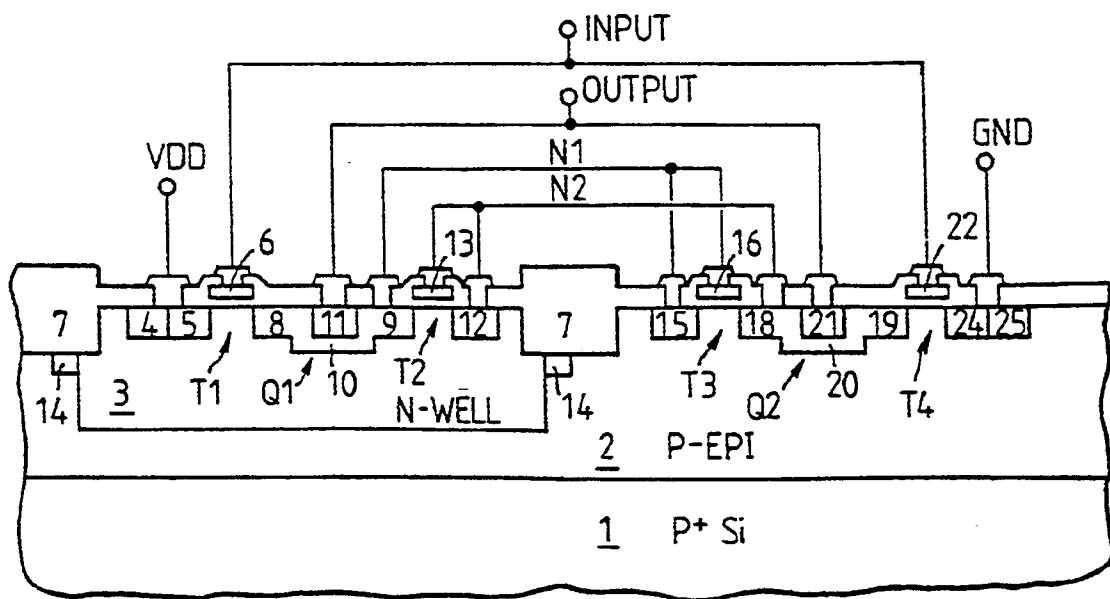 INPUT
OUTPUT
VDD
N1
N2
GND
6
13
16
22
7
4
5
8
11
9
12
7
15
18
21
19
24
25
14
3
T1
Q1
10
T2
N-WELL
14
T3
Q2
20
T4
2 P-EPI
1 P+ Si